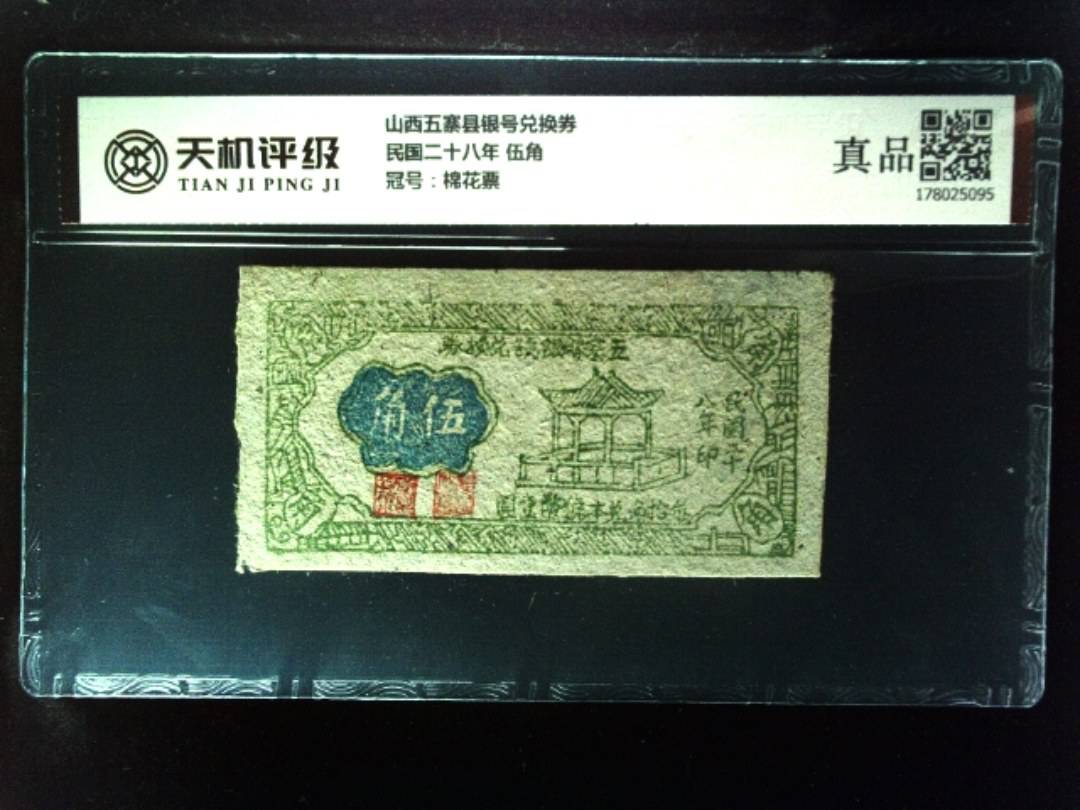 天机评级
TIAN JI PING JI
山西五寨县银号兑换券
民国二十八年 伍角
冠号：棉花票
真品
178025095
伍角
民國二十
八年印